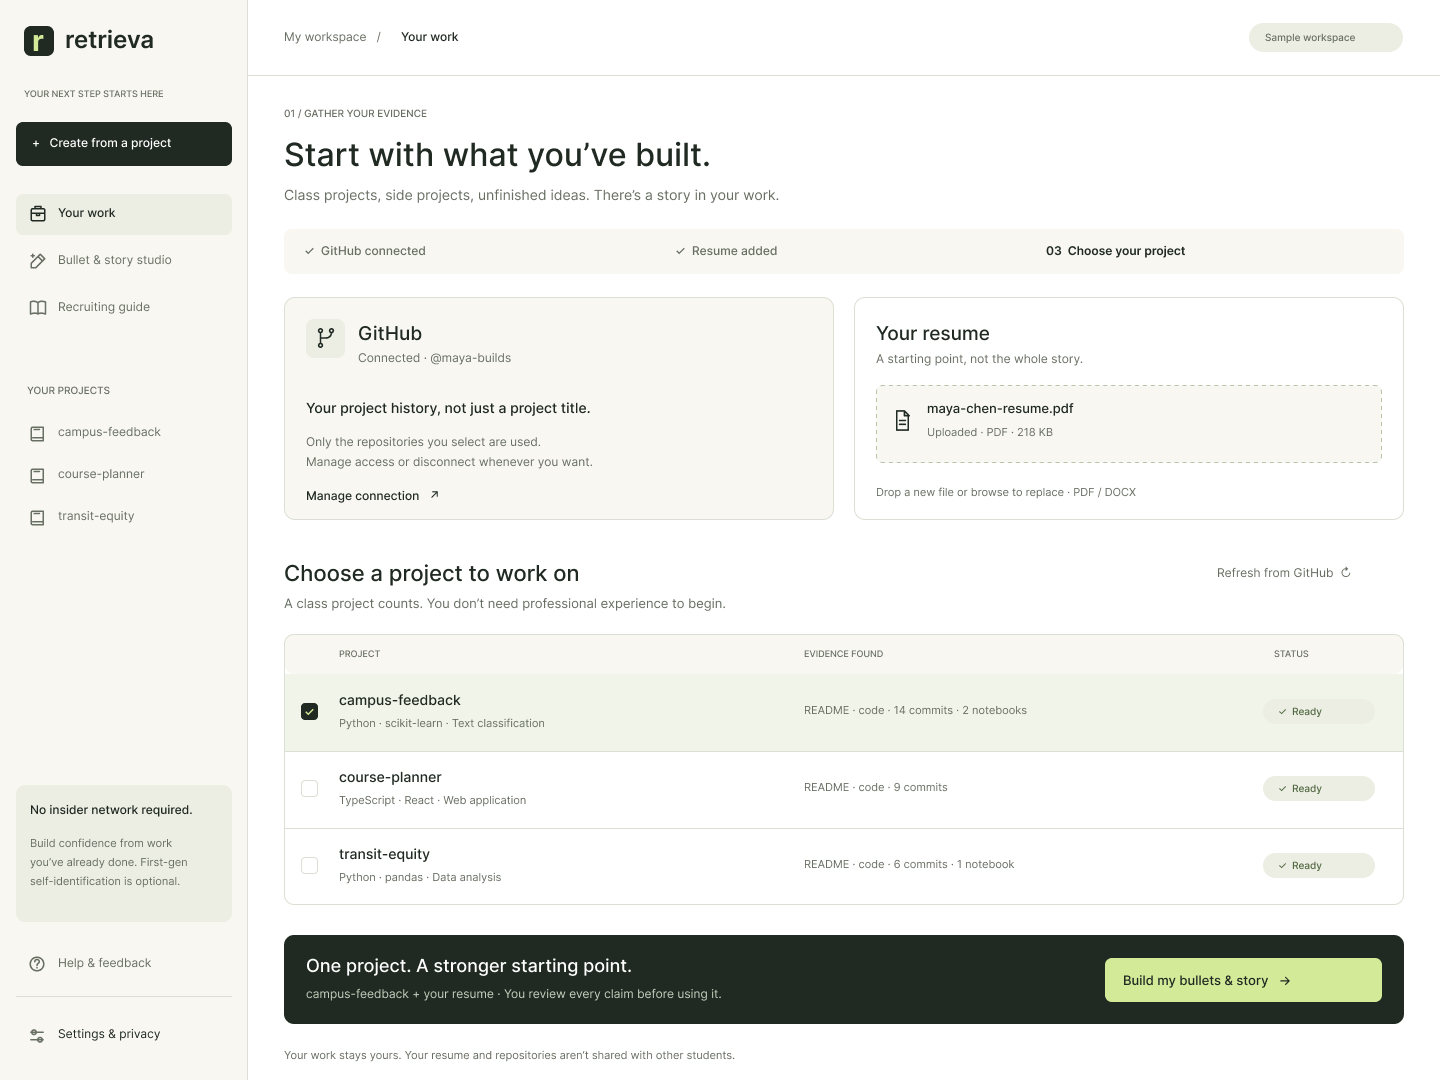 r retrieva
YOUR NEXT STEP STARTS HERE
+ Create from a project
Your work
Bullet & story studio
Recruiting guide
YOUR PROJECTS
campus-feedback
course-planner
transit-equity
No insider network required.
Build confidence from work
you’ve already done. First-gen
self-identification is optional.
Help & feedback
Settings & privacy
My workspace / Your work
Sample workspace
01 / GATHER YOUR EVIDENCE
Start with what you’ve built.
Class projects, side projects, unfinished ideas. There’s a story in your work.
✓ GitHub connected
✓ Resume added
03 Choose your project
GitHub
Connected · @maya-builds
Your project history, not just a project title.
Only the repositories you select are used.
Manage access or disconnect whenever you want.
Manage connection ↗
Your resume
A starting point, not the whole story.
maya-chen-resume.pdf
Uploaded · PDF · 218 KB
Drop a new file or browse to replace · PDF / DOCX
Choose a project to work on
Refresh from GitHub ↻
A class project counts. You don’t need professional experience to begin.
PROJECT EVIDENCE FOUND STATUS
campus-feedback
Python · scikit-learn · Text classification
README · code · 14 commits · 2 notebooks
✓ Ready
course-planner
TypeScript · React · Web application
README · code · 9 commits
✓ Ready
transit-equity
Python · pandas · Data analysis
README · code · 6 commits · 1 notebook
✓ Ready
One project. A stronger starting point.
campus-feedback + your resume · You review every claim before using it.
Build my bullets & story →
Your work stays yours. Your resume and repositories aren’t shared with other students.